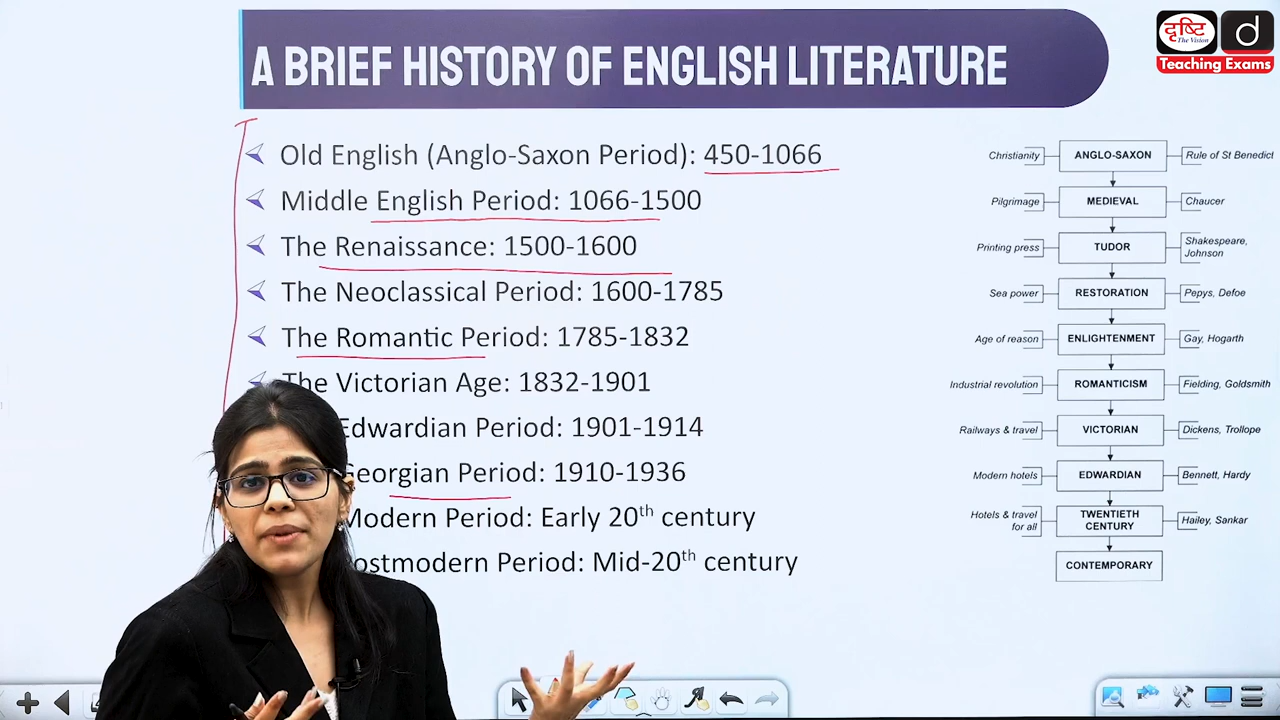 A BRIEF HISTORY OF ENGLISH LITERATURE
दृष्टि
The Vision
d
Teaching Exams
Old English (Anglo-Saxon Period): 450-1066
Middle English Period: 1066-1500
The Renaissance: 1500-1600
The Neoclassical Period: 1600-1785
The Romantic Period: 1785-1832
The Victorian Age: 1832-1901
Edwardian Period: 1901-1914
Georgian Period: 1910-1936
Modern Period: Early 20th century
ostmodern Period: Mid-20th century
Christianity ANGLO-SAXON Rule of St Benedict
Pilgrimage MEDIEVAL Chaucer
Printing press TUDOR Shakespeare,
Johnson
Sea power RESTORATION Pepys, Defoe
Age of reason ENLIGHTENMENT Gay, Hogarth
Industrial revolution ROMANTICISM Fielding, Goldsmith
Railways & travel VICTORIAN Dickens, Trollope
Modern hotels EDWARDIAN Bennett, Hardy
Hotels & travel
for all TWENTIETH
CENTURY Hailey, Sankar
CONTEMPORARY